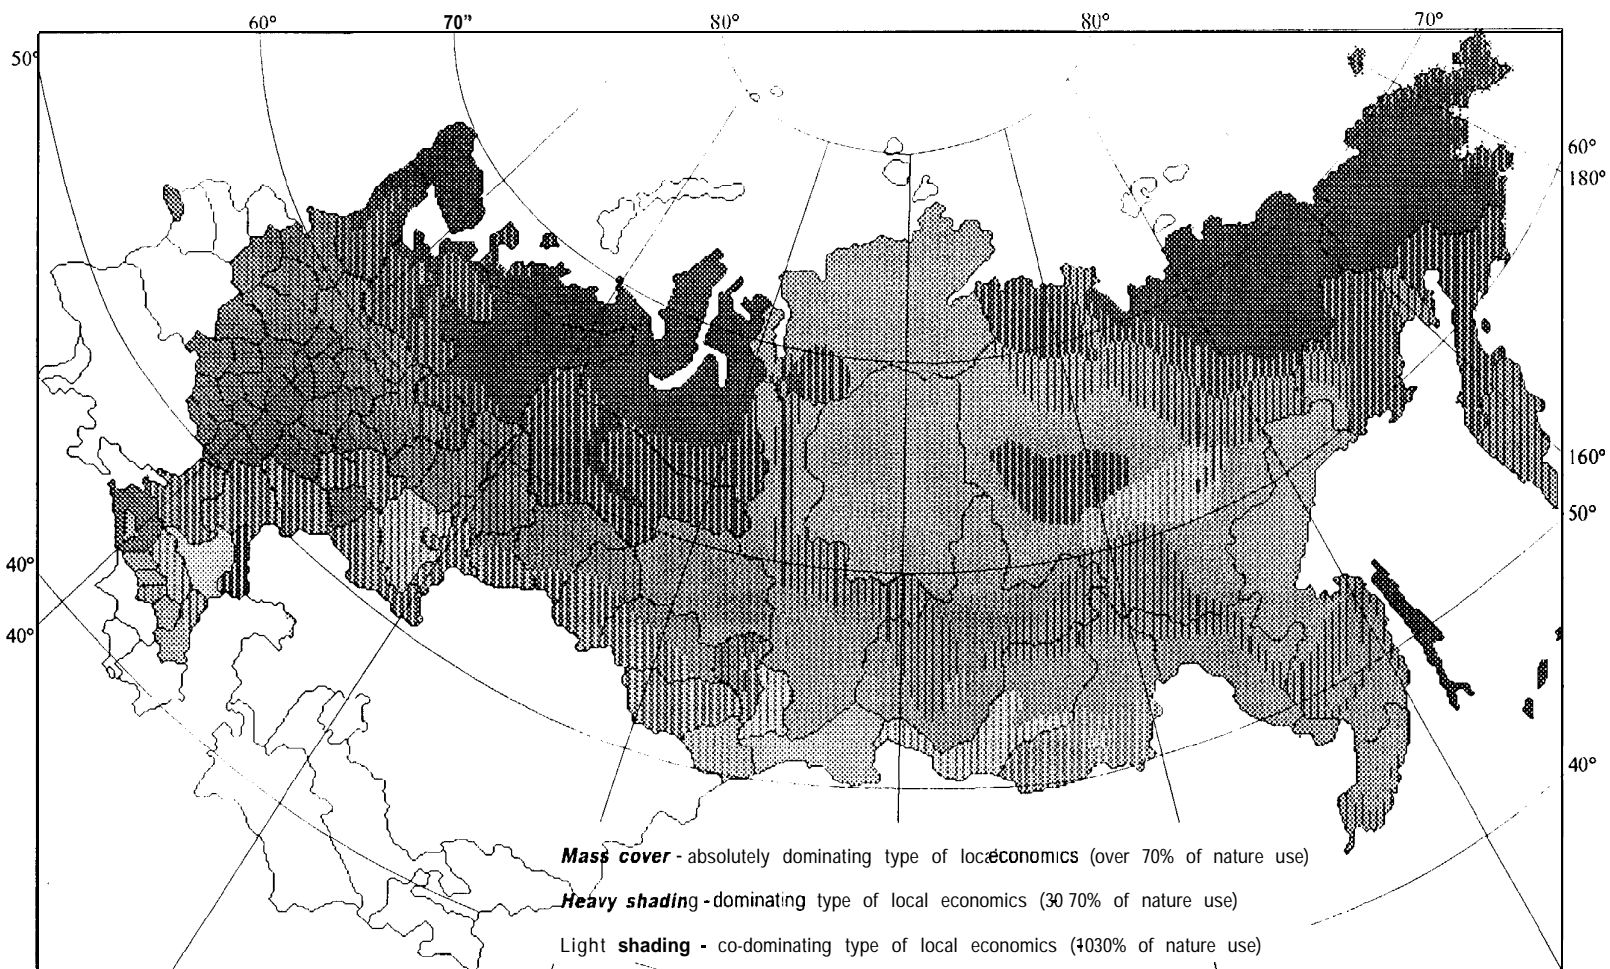 60° 70" 80° 80° 70°
50°
60°
180°
160°
50°
40°
40°
40°
Mass cover - absolutely dominating type of local economics (over 70% of nature use)
Heavy shading - dominating type of local economics (30 70% of nature use)
Light shading - co-dominating type of local economics (1030% of nature use)